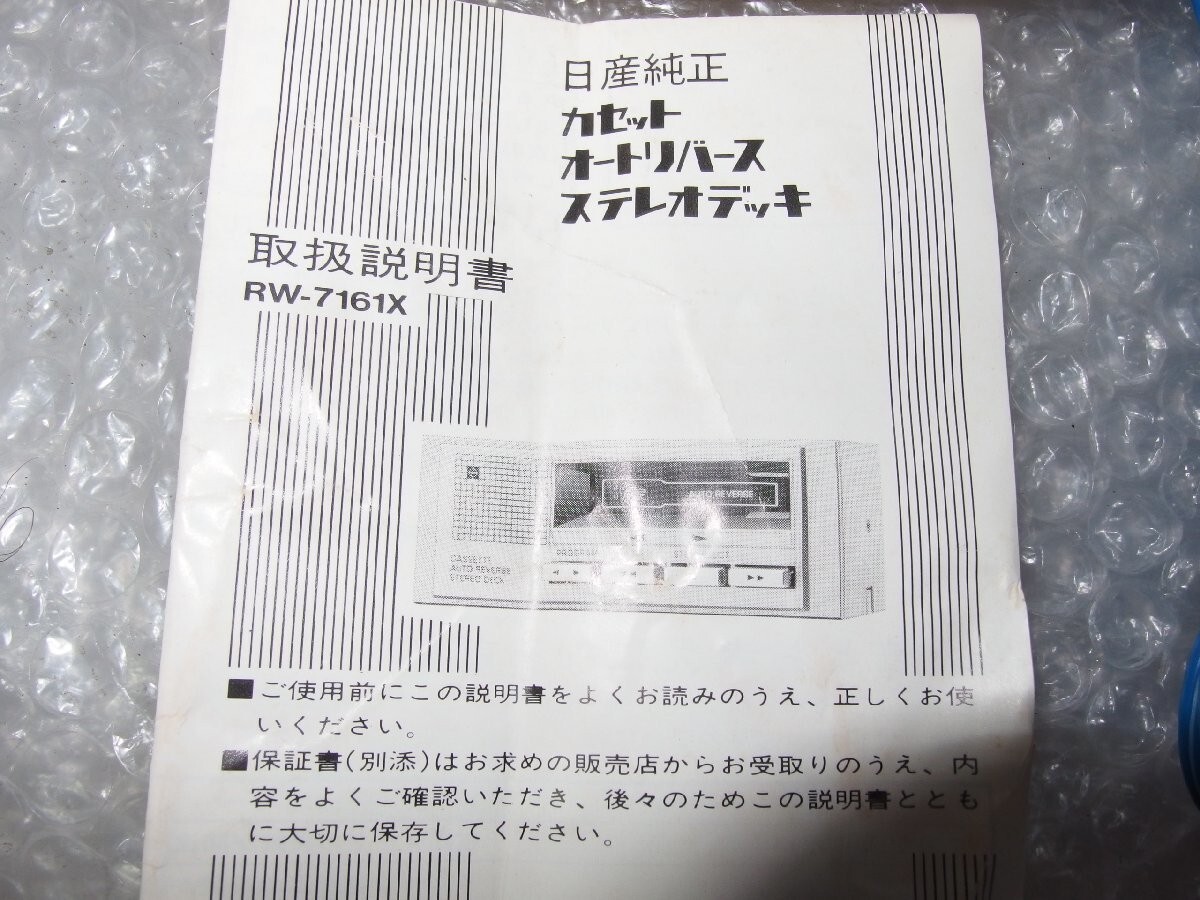 日産純正
カセット
オートリバース
ステレオデッキ
取扱説明書
RW-7161X
AUTO REVERSE
CASSETTE
AUTO REVERSE
STEREO DECK
PROGRAM
■ご使用前にこの説明書をよくお読みのうえ、正しくお使
いください。
■保証書(別添)はお求めの販売店からお受取りのうえ、内
容をよくご確認いただき、後々のためこの説明書ととも
に大切に保存してください。